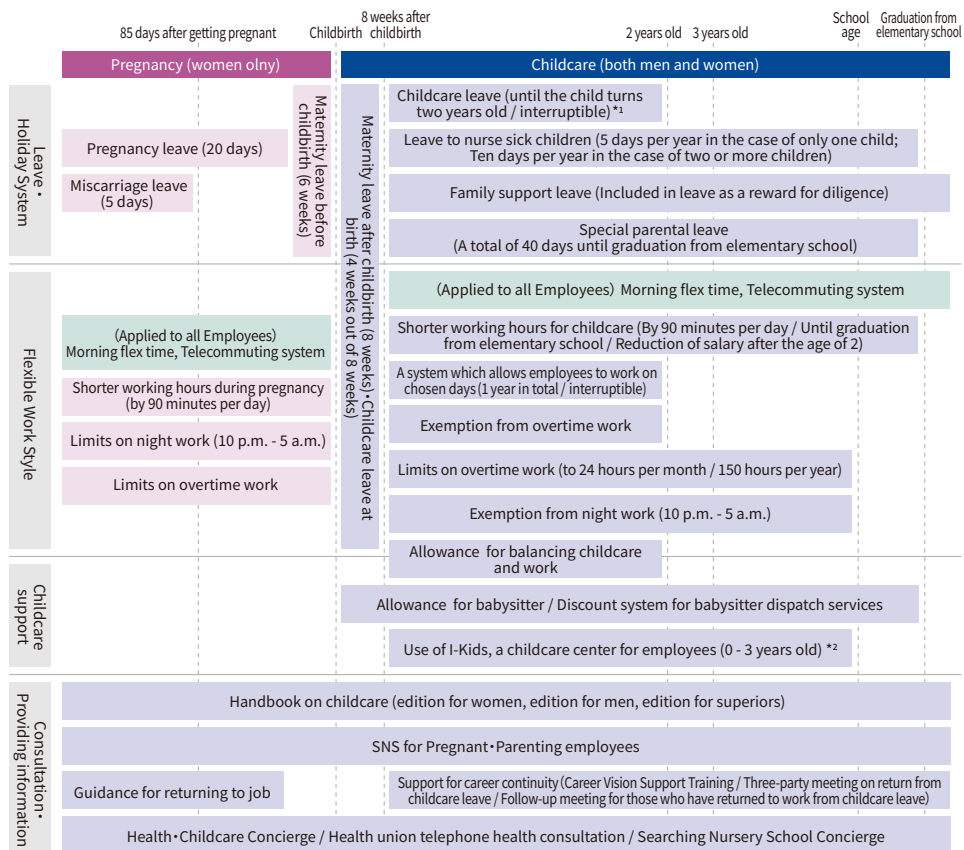 85 days after getting pregnant
Childbirth
8 weeks after
childbirth
2 years old
3 years old
School
age
Graduation from
elementary school
Pregnancy (women olny)
Childcare (both men and women)
Leave・
Holiday System
Pregnancy leave (20 days)
Miscarriage leave
(5 days)
Maternity leave before
childbirth (6 weeks)
Maternity leave after childbirth (8 weeks)・Childcare leave at
birth (4 weeks out of 8 weeks)
Childcare leave (until the child turns
two years old / interruptible) *1
Leave to nurse sick children (5 days per year in the case of only one child;
Ten days per year in the case of two or more children)
Family support leave (Included in leave as a reward for diligence)
Special parental leave
(A total of 40 days until graduation from elementary school)
Flexible Work Style
(Applied to all Employees)
Morning flex time, Telecommuting system
Shorter working hours during pregnancy
(by 90 minutes per day)
Limits on night work (10 p.m. - 5 a.m.)
Limits on overtime work
(Applied to all Employees) Morning flex time, Telecommuting system
Shorter working hours for childcare (By 90 minutes per day / Until graduation
from elementary school / Reduction of salary after the age of 2)
A system which allows employees to work on
chosen days (1 year in total / interruptible)
Exemption from overtime work
Limits on overtime work (to 24 hours per month / 150 hours per year)
Exemption from night work (10 p.m. - 5 a.m.)
Childcare
support
Allowance for balancing childcare
and work
Allowance for babysitter / Discount system for babysitter dispatch services
Use of I-Kids, a childcare center for employees (0 - 3 years old) *2
Consultation・
Providing information
Handbook on childcare (edition for women, edition for men, edition for superiors)
SNS for Pregnant・Parenting employees
Guidance for returning to job
Support for career continuity (Career Vision Support Training / Three-party meeting on return from
childcare leave / Follow-up meeting for those who have returned to work from childcare leave)
Health・Childcare Concierge / Health union telephone health consultation / Searching Nursery School Concierge